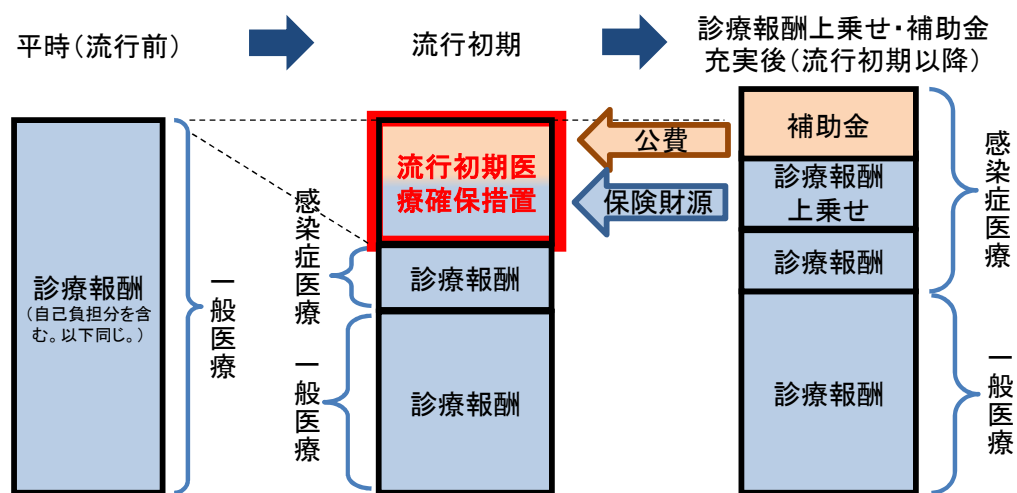 平時（流行前）
流行初期
診療報酬上乗せ・補助金
充実後（流行初期以降）
診療報酬
（自己負担分を含
む。以下同じ。）
一般医療
流行初期医
療確保措置
感染症医療
診療報酬
一般医療
診療報酬
公費
保険財源
補助金
診療報酬
上乗せ
診療報酬
感染症医療
診療報酬
一般医療